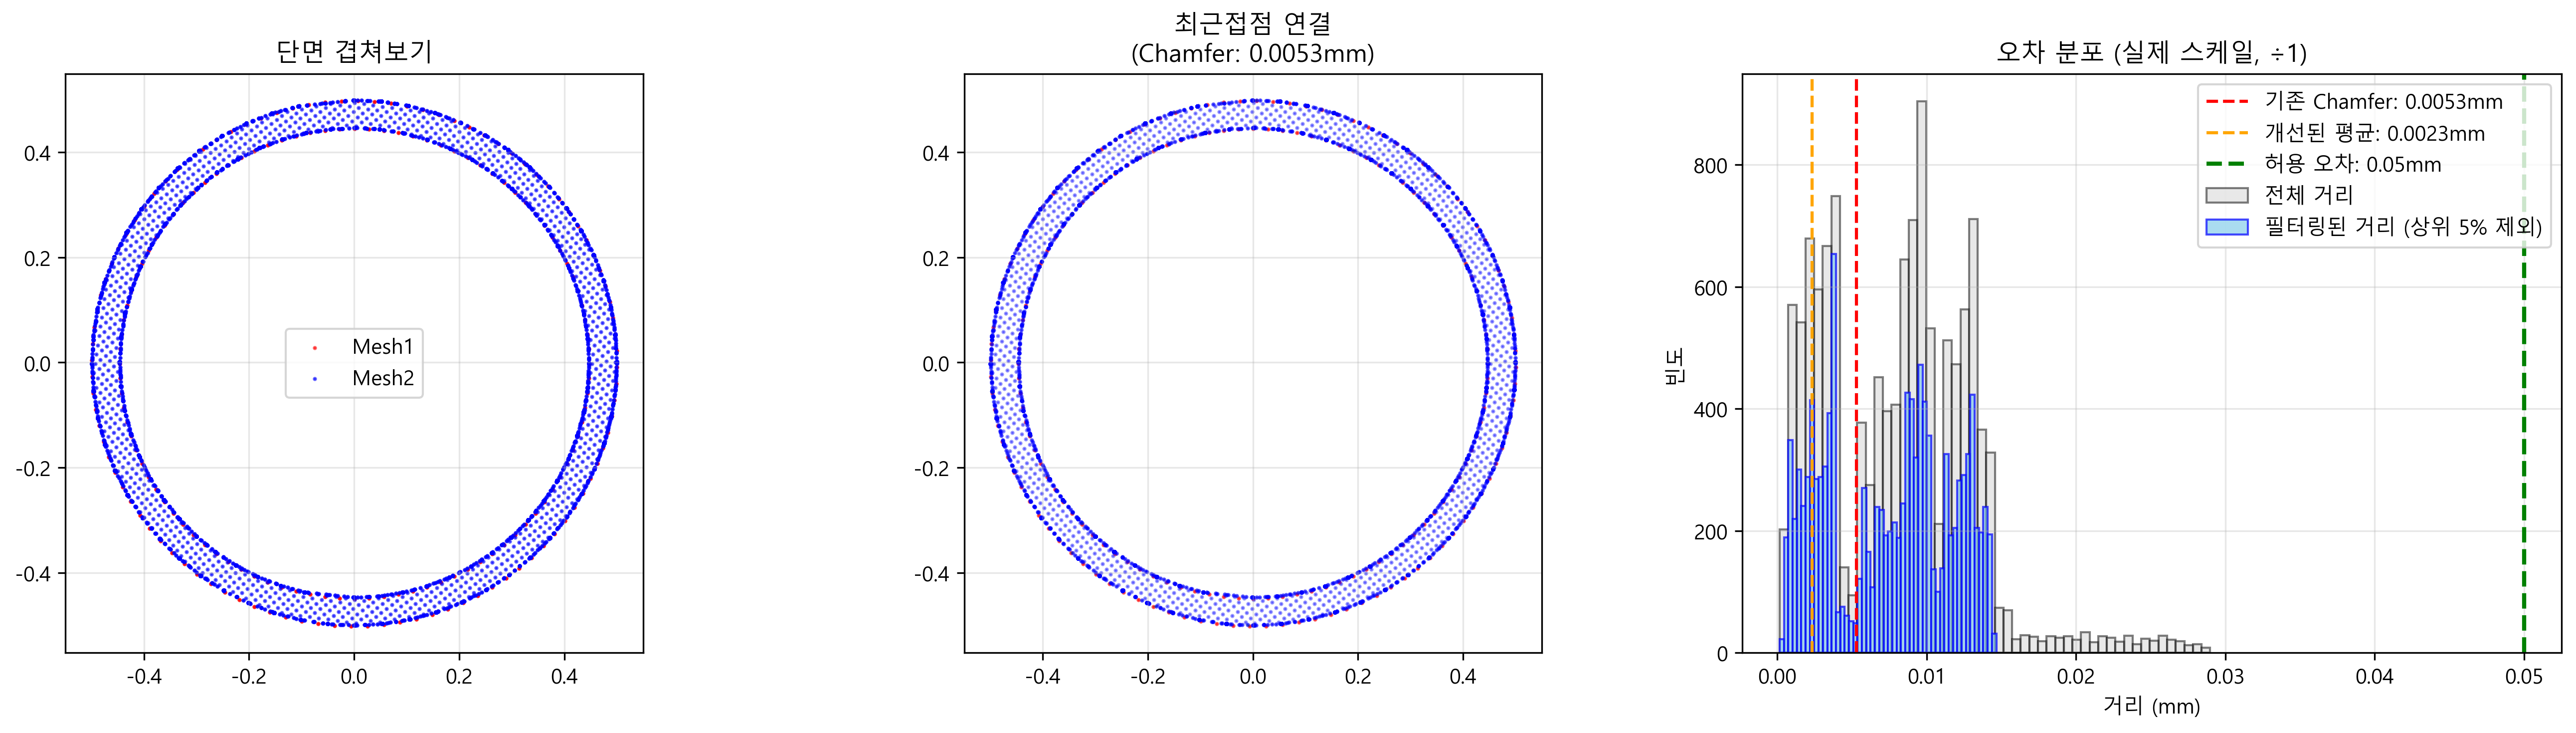 단면 겹쳐보기
0.4
0.2
0.0
-0.2
-0.4
-0.4
-0.2
0.0
0.2
0.4
Mesh1
Mesh2
최근접점 연결
(Chamfer: 0.0053mm)
0.4
0.2
0.0
-0.2
-0.4
-0.4
-0.2
0.0
0.2
0.4
오차 분포 (실제 스케일, ÷1)
빈도
800
600
400
200
0
0.00
0.01
0.02
0.03
0.04
0.05
거리 (mm)
기존 Chamfer: 0.0053mm
개선된 평균: 0.0023mm
허용 오차: 0.05mm
전체 거리
필터링된 거리 (상위 5% 제외)